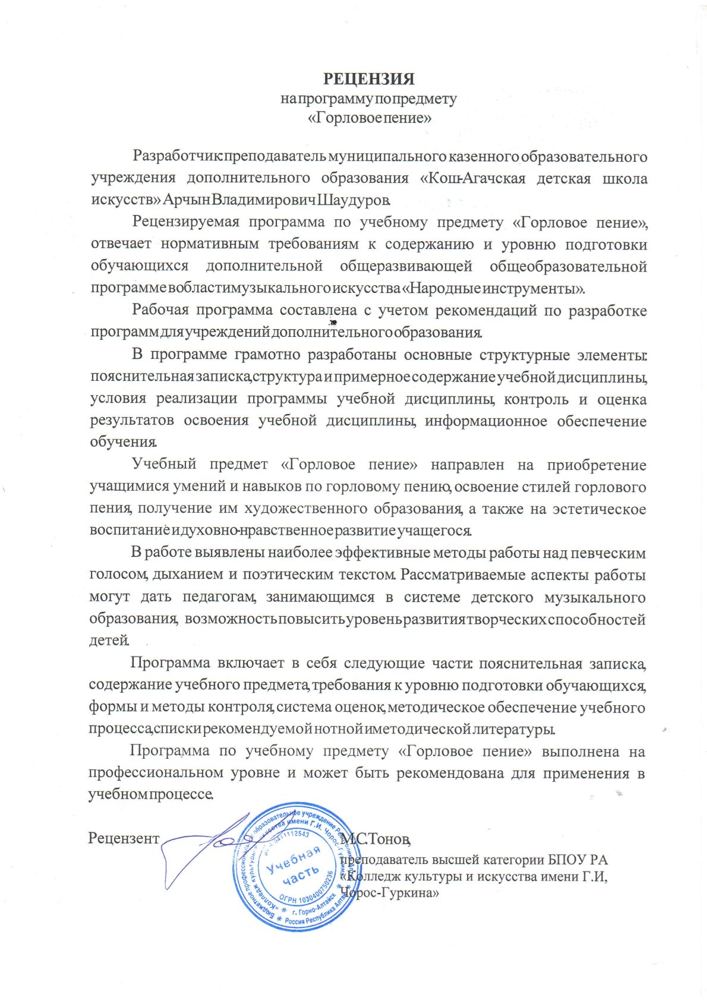 РЕЦЕНЗИЯ
на программу по предмету
«Горловое пение»
Разработчик: преподаватель муниципального казенного образовательного
учреждения дополнительного образования «Кош-Агачская детская школа
искусств» Арчын Владимирович Шаудуров.
Рецензируемая программа по учебному предмету «Горловое пение»,
отвечает нормативным требованиям к содержанию и уровню подготовки
обучающихся дополнительной общеразвивающей общеобразовательной
программе в области музыкального искусства «Народные инструменты».
Рабочая программа составлена с учетом рекомендаций по разработке
программ для учреждений дополнительного образования.
В программе грамотно разработаны основные структурные элементы:
пояснительная записка, структура и примерное содержание учебной дисциплины,
условия реализации программы учебной дисциплины, контроль и оценка
результатов освоения учебной дисциплины, информационное обеспечение
обучения.
Учебный предмет «Горловое пение» направлен на приобретение
учащимися умений и навыков по горловому пению, освоение стилей горлового
пения, получение им художественного образования, а также на эстетическое
воспитание и духовно-нравственное развитие учащегося.
В работе выявлены наиболее эффективные методы работы над певческим
голосом, дыханием и поэтическим текстом. Рассматриваемые аспекты работы
могут дать педагогам, занимающимся в системе детского музыкального
образования, возможность повысить уровень развития творческих способностей
детей.
Программа включает в себя следующие части: пояснительная записка,
содержание учебного предмета, требования к уровню подготовки обучающихся,
формы и методы контроля, система оценок, методическое обеспечение учебного
процесса, списки рекомендуемой нотной и методической литературы.
Программа по учебному предмету «Горловое пение» выполнена на
профессиональном уровне и может быть рекомендована для применения в
учебном процессе.
Рецензент
М.С.Тонов,
преподаватель высшей категории БПОУ РА
«Колледж культуры и искусства имени Г.И,
Чорос-Гуркина»
Бюджетное профессиональное образовательное учреждение Республики
Россия Республика Алтай
«Колледж культуры и искусства имени Г.И. Чорос-Гуркина»
г. Горно-Алтайск
0411112543
ОГРН 1030400750236
Учебная
часть